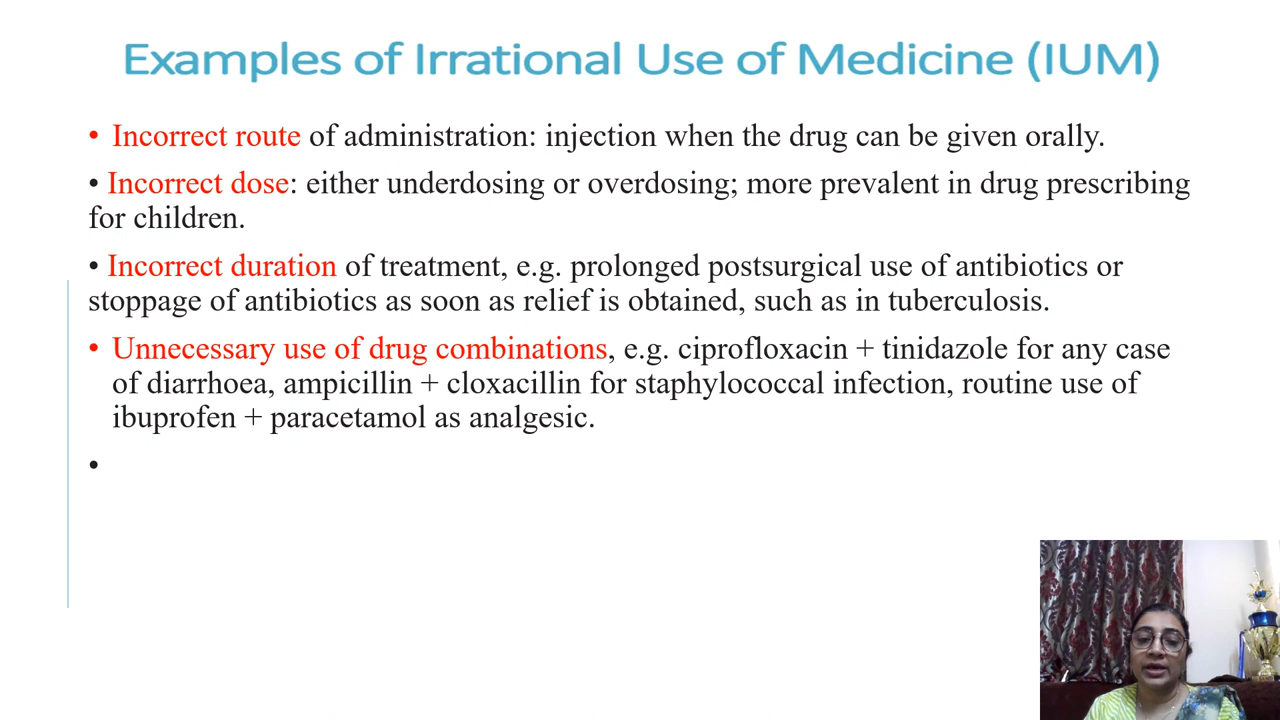 Examples of Irrational Use of Medicine (IUM)
• Incorrect route of administration: injection when the drug can be given orally.
• Incorrect dose: either underdosing or overdosing; more prevalent in drug prescribing
for children.
• Incorrect duration of treatment, e.g. prolonged postsurgical use of antibiotics or
stoppage of antibiotics as soon as relief is obtained, such as in tuberculosis.
• Unnecessary use of drug combinations, e.g. ciprofloxacin + tinidazole for any case
of diarrhoea, ampicillin + cloxacillin for staphylococcal infection, routine use of
ibuprofen + paracetamol as analgesic.
•